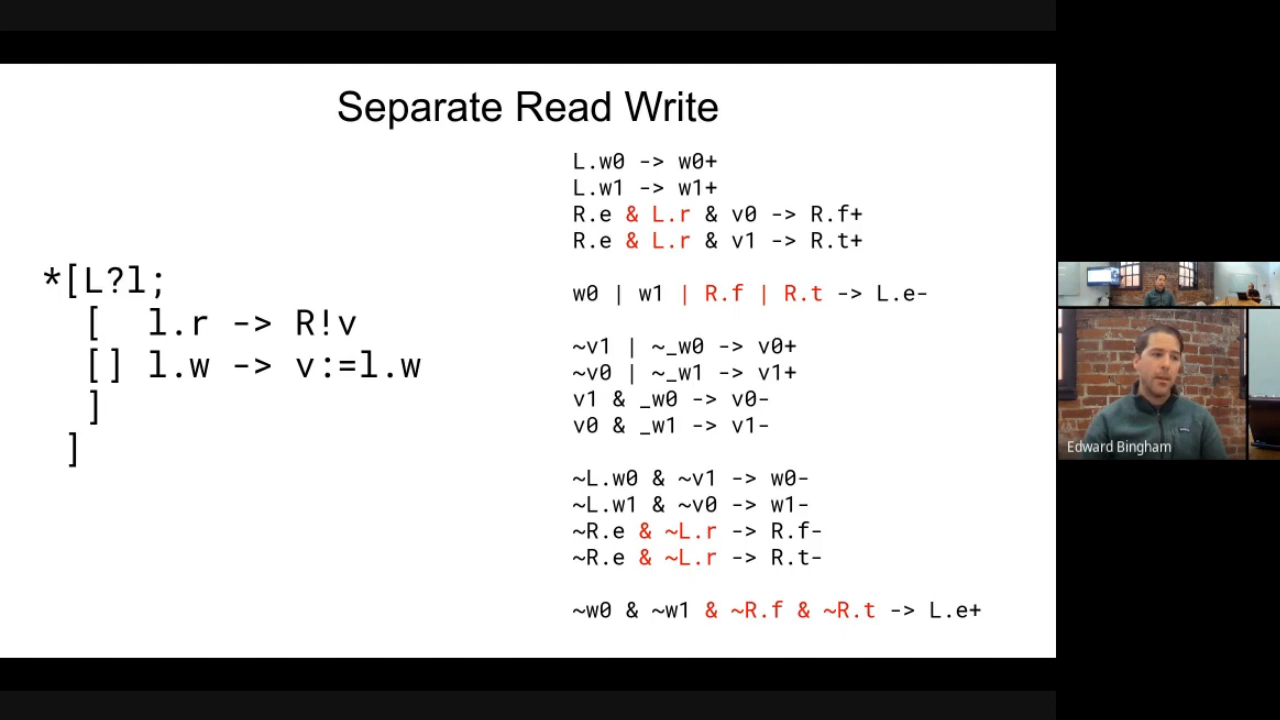 Separate Read Write
*[L?l;
[ l.r -> R!v
[] l.w -> v:=l.w
]
]
L.w0 -> w0+
L.w1 -> w1+
R.e & L.r & v0 -> R.f+
R.e & L.r & v1 -> R.t+
w0 | w1 | R.f | R.t -> L.e-
~v1 | ~_w0 -> v0+
~v0 | ~_w1 -> v1+
v1 & _w0 -> v0-
v0 & _w1 -> v1-
~L.w0 & ~v1 -> w0-
~L.w1 & ~v0 -> w1-
~R.e & ~L.r -> R.f-
~R.e & ~L.r -> R.t-
~w0 & ~w1 & ~R.f & ~R.t -> L.e+
Edward Bingham